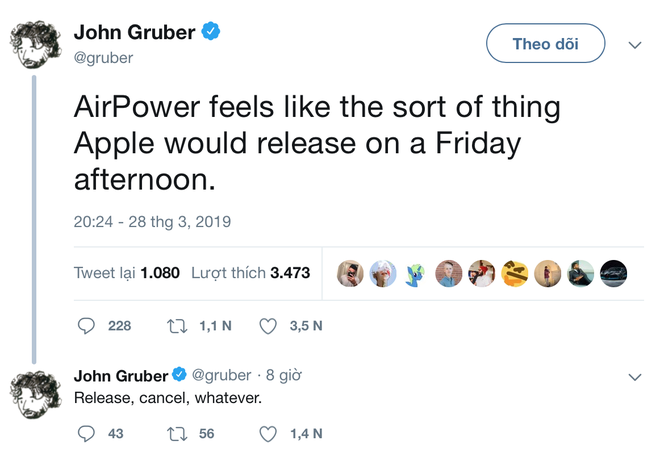 John Gruber
@gruber
Theo dõi
AirPower feels like the sort of thing
Apple would release on a Friday
afternoon.
20:24 - 28 thg 3, 2019
Tweet lại 1.080 Lượt thích 3.473
228 1,1 N 3,5 N
John Gruber @gruber · 8 giờ
Release, cancel, whatever.
43 56 1,4 N